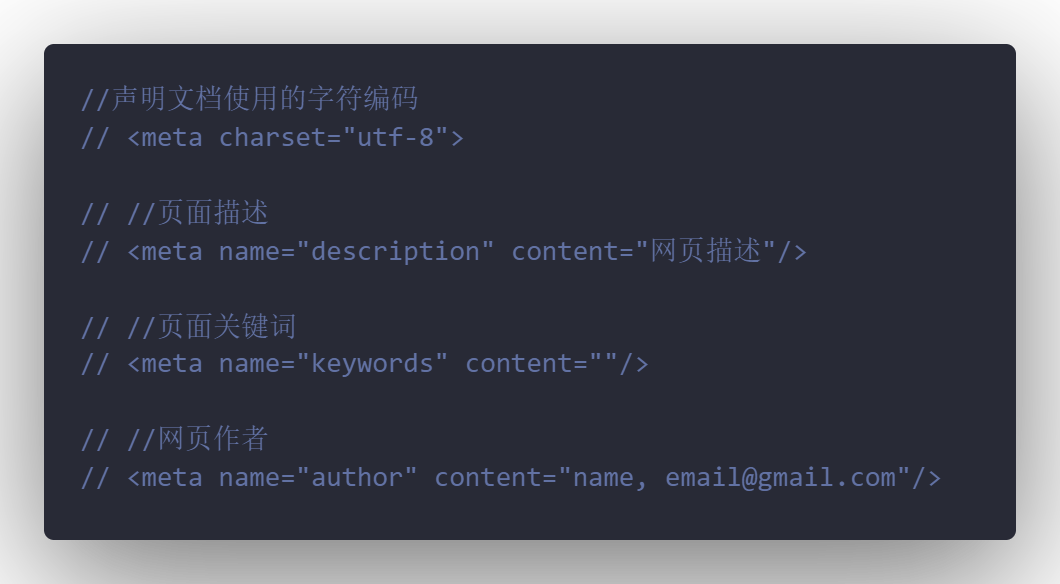 //声明文档使用的字符编码
// <meta charset="utf-8">
// //页面描述
// <meta name="description" content="网页描述"/>
// //页面关键词
// <meta name="keywords" content=""/>
// //网页作者
// <meta name="author" content="name, email@gmail.com"/>